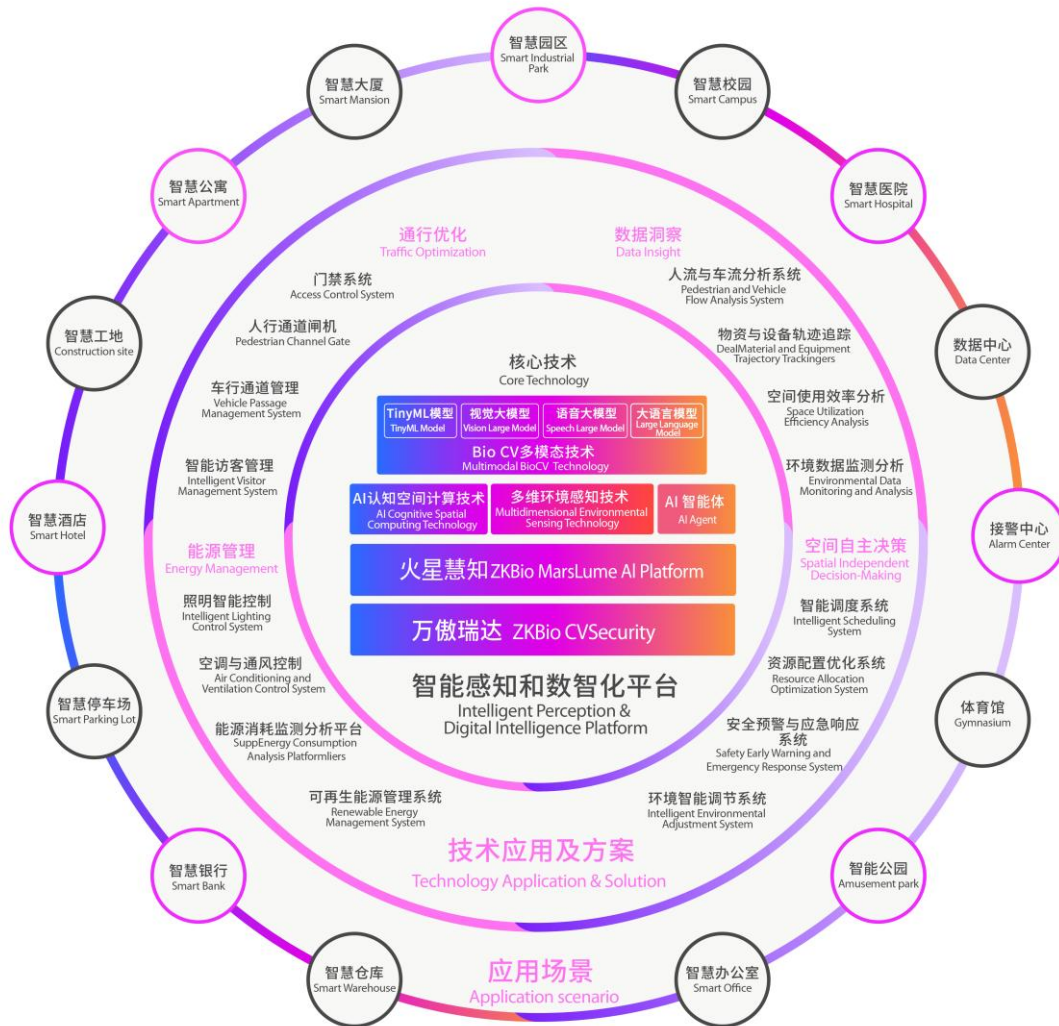 智慧园区
Smart Industrial
Park
智慧校园
Smart Campus
智慧医院
Smart Hospital
数据中心
Data Center
接警中心
Alarm Center
体育馆
Gymnasium
智能公园
Amusement park
智慧办公室
Smart Office
智慧仓库
Smart Warehouse
智慧银行
Smart Bank
智慧停车场
Smart Parking Lot
智慧酒店
Smart Hotel
智慧工地
Construction site
智慧公寓
Smart Apartment
智慧大厦
Smart Mansion
通行优化
Traffic Optimization
门禁系统
Access Control System
人行通道闸机
Pedestrian Channel Gate
车行通道管理
Vehicle Passage
Management System
智能访客管理
Intelligent Visitor
Management System
数据洞察
Data Insight
人流与车流分析系统
Pedestrian and Vehicle
Flow Analysis System
物资与设备轨迹追踪
DealMaterial and Equipment
Trajectory Trackingers
空间使用效率分析
Space Utilization
Efficiency Analysis
环境数据监测分析
Environmental Data
Monitoring and Analysis
能源管理
Energy Management
照明智能控制
Intelligent Lighting
Control System
空调与通风控制
Air Conditioning and
Ventilation Control System
能源消耗监测分析平台
SuppEnergy Consumption
Analysis Platformliers
可再生能源管理系统
Renewable Energy
Management System
空间自主决策
Spatial Independent
Decision-Making
智能调度系统
Intelligent Scheduling
System
资源配置优化系统
Resource Allocation
Optimization System
安全预警与应急响应
系统
Safety Early Warning and
Emergency Response System
环境智能调节系统
Intelligent Environmental
Adjustment System
核心技术
Core Technology
TinyML模型
TinyML Model
视觉大模型
Vision Large Model
语音大模型
Speech Large Model
大语言模型
Large Language
Model
Bio CV多模态技术
Multimodal BioCV Technology
AI认知空间计算技术
AI Cognitive Spatial
Computing Technology
多维环境感知技术
Multidimensional Environmental
Sensing Technology
AI 智能体
AI Agent
火星慧知 ZKBio MarsLume AI Platform
万傲瑞达 ZKBio CVSecurity
智能感知和数智化平台
Intelligent Perception &
Digital Intelligence Platform
技术应用及方案
Technology Application & Solution
应用场景
Application scenario